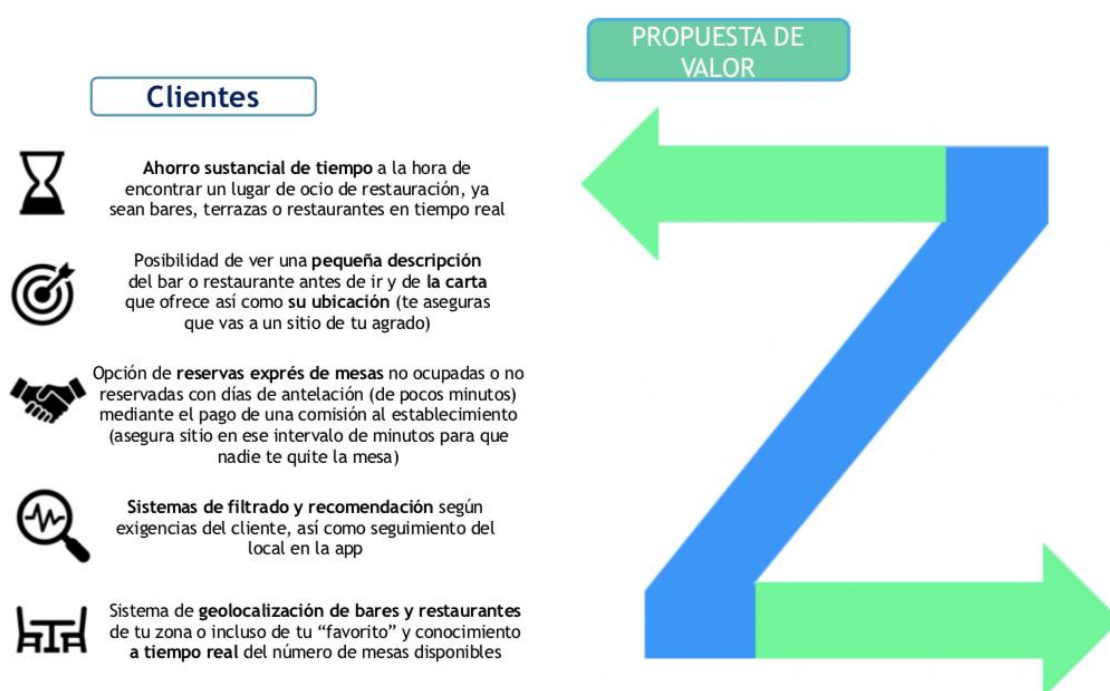 PROPUESTA DE
VALOR
Clientes
Ahorro sustancial de tiempo a la hora de
encontrar un lugar de ocio de restauración, ya
sean bares, terrazas o restaurantes en tiempo real
Posibilidad de ver una pequeña descripción
del bar o restaurante antes de ir y de la carta
que ofrece así como su ubicación (te aseguras
que vas a un sitio de tu agrado)
Opción de reservas exprés de mesas no ocupadas o no
reservadas con días de antelación (de pocos minutos)
mediante el pago de una comisión al establecimiento
(asegura sitio en ese intervalo de minutos para que
nadie te quite la mesa)
Sistemas de filtrado y recomendación según
exigencias del cliente, así como seguimiento del
local en la app
Sistema de geolocalización de bares y restaurantes
de tu zona o incluso de tu “favorito” y conocimiento
a tiempo real del número de mesas disponibles